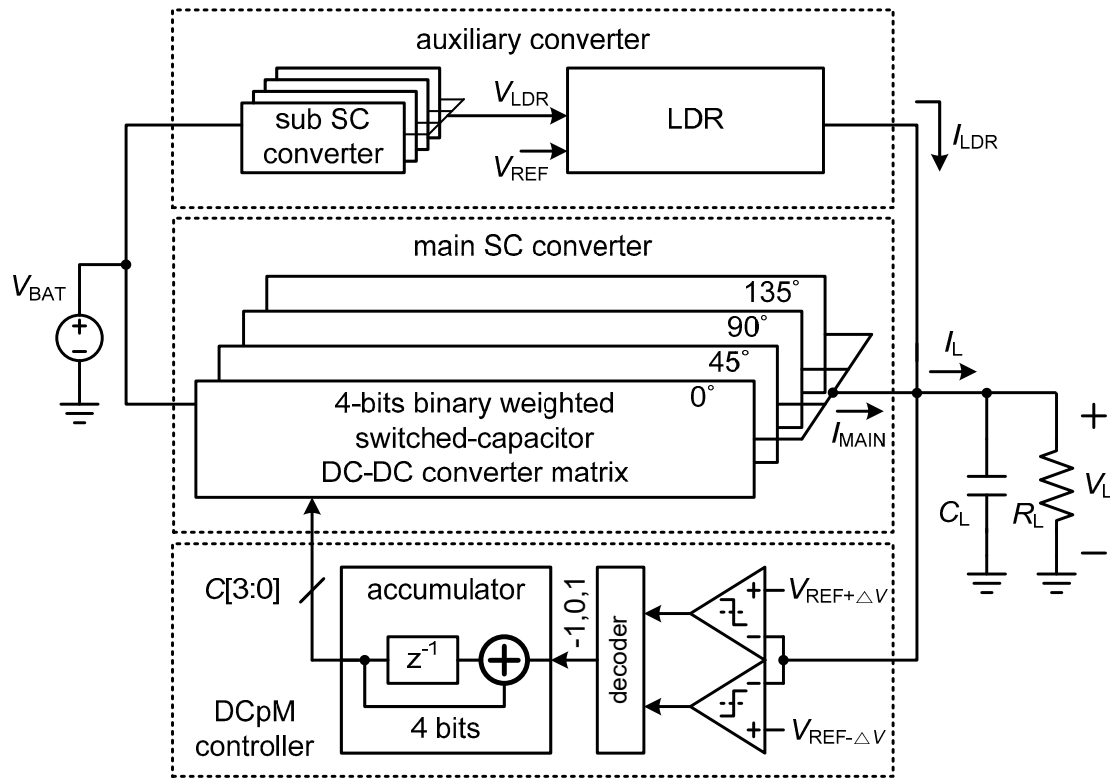 auxiliary converter
sub SC
converter
V_LDR
V_REF
LDR
I_LDR
main SC converter
V_BAT
135°
90°
45°
0°
4-bits binary weighted
switched-capacitor
DC-DC converter matrix
I_MAIN
I_L
C_L
R_L
V_L
C[3:0]
accumulator
z^-1
4 bits
-1,0,1
decoder
V_REF+△V
V_REF-△V
DCpM
controller